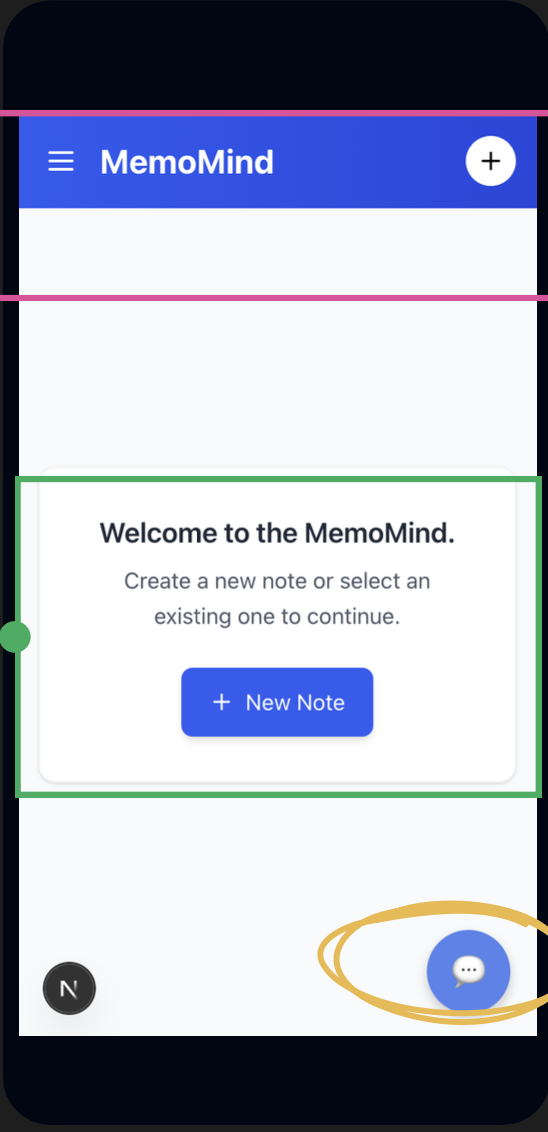 MemoMind
Welcome to the MemoMind.
Create a new note or select an
existing one to continue.
+ New Note
N